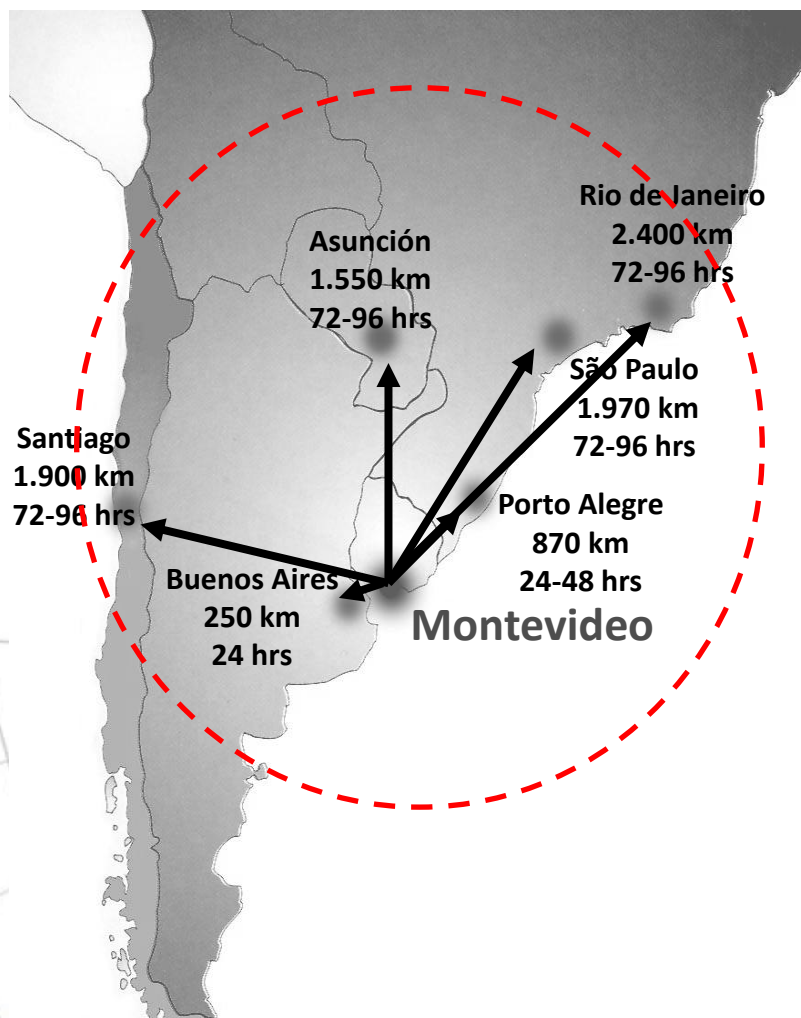 Rio de Janeiro
2.400 km
72-96 hrs
Asunción
1.550 km
72-96 hrs
São Paulo
1.970 km
72-96 hrs
Santiago
1.900 km
72-96 hrs
Porto Alegre
870 km
24-48 hrs
Buenos Aires
250 km
24 hrs
Montevideo